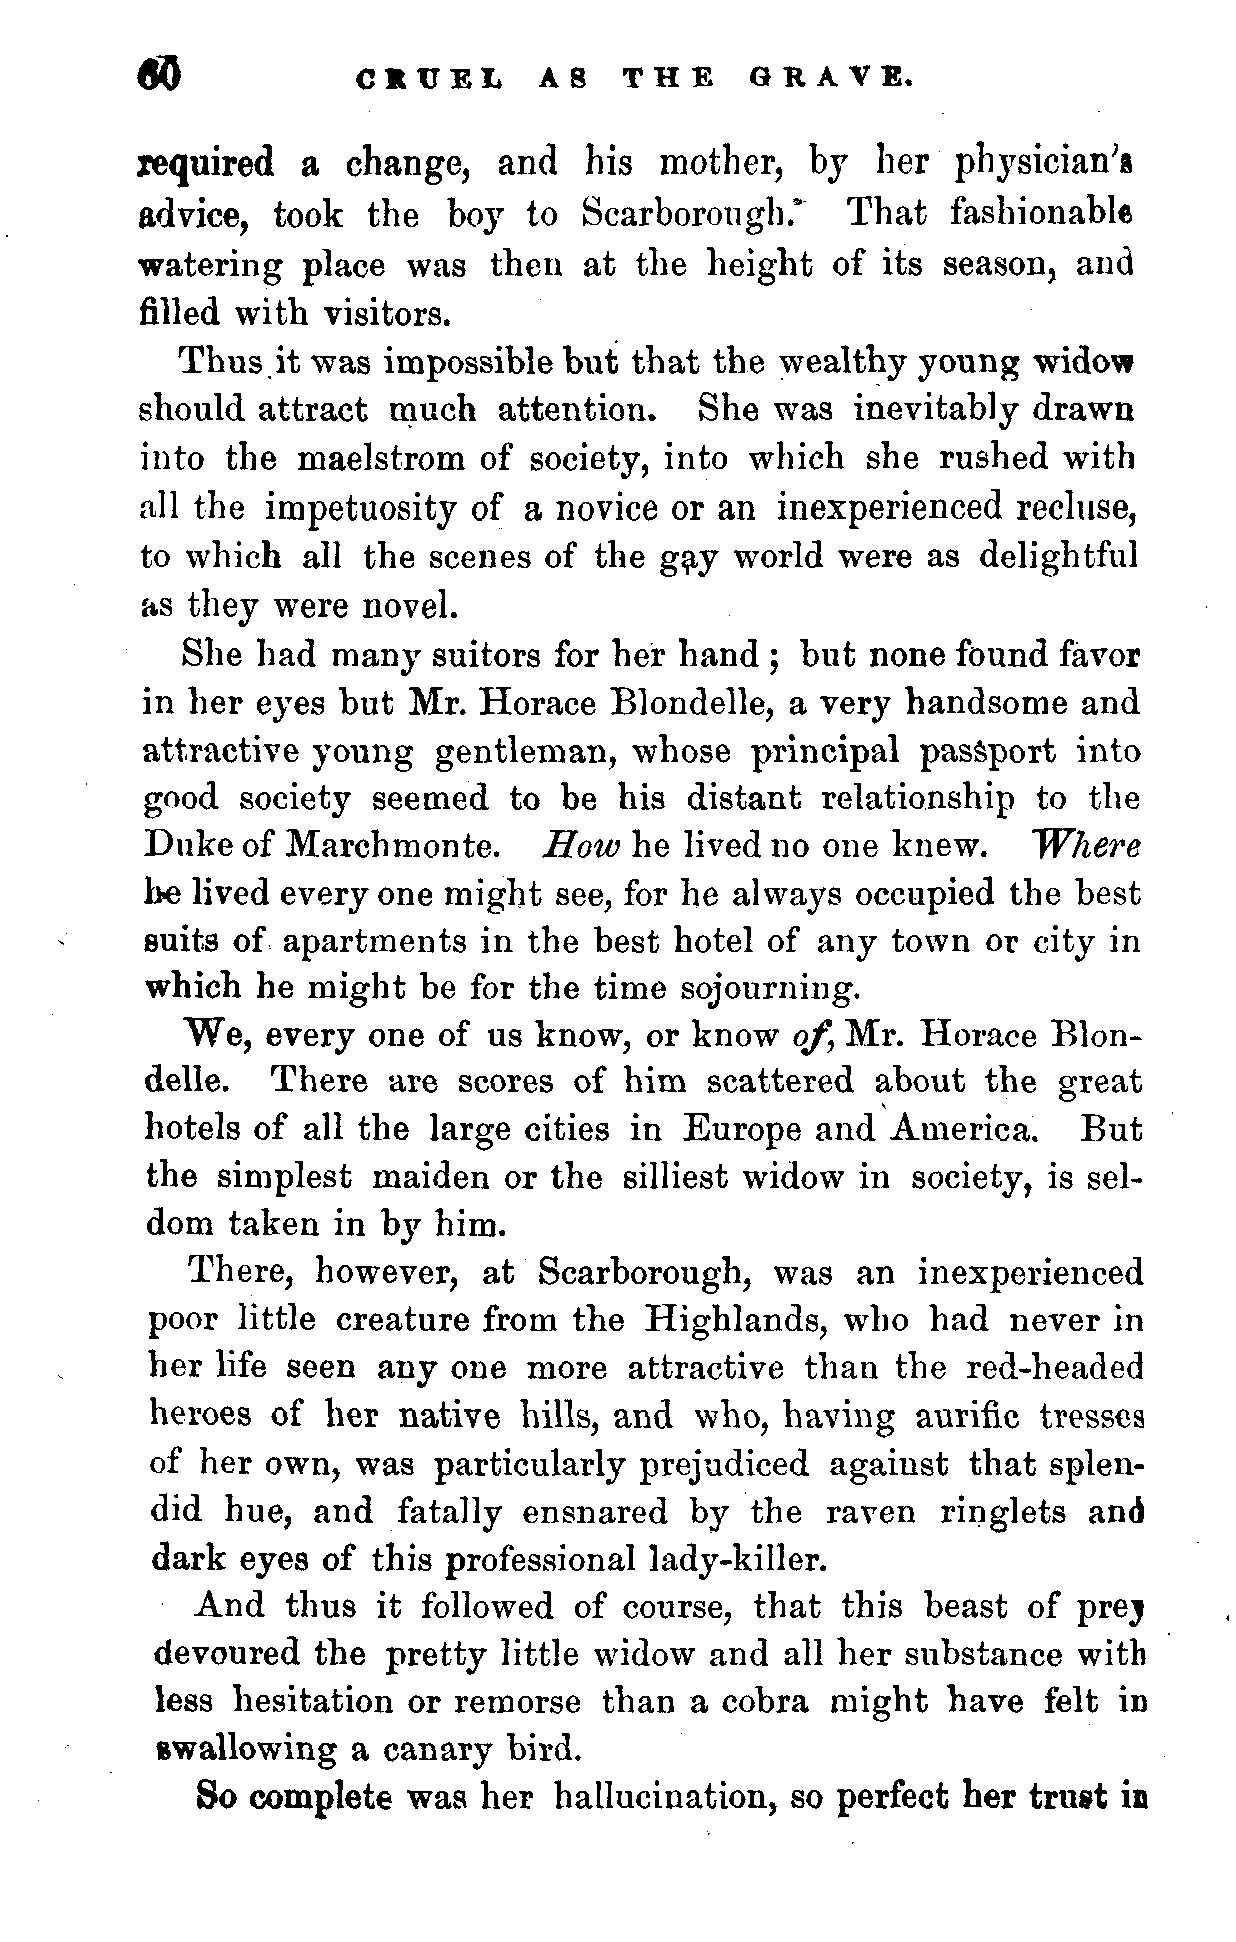 60 CRUEL AS THE GRAVE.
required a change, and his mother, by her physician's
advice, took the boy to Scarborough. That fashionable
watering place was then at the height of its season, and
filled with visitors.
Thus it was impossible but that the wealthy young widow
should attract much attention. She was inevitably drawn
into the maelstrom of society, into which she rushed with
all the impetuosity of a novice or an inexperienced recluse,
to which all the scenes of the gay world were as delightful
as they were novel.
She had many suitors for her hand; but none found favor
in her eyes but Mr. Horace Blondelle, a very handsome and
attractive young gentleman, whose principal passport into
good society seemed to be his distant relationship to the
Duke of Marchmonte. How he lived no one knew. Where
he lived every one might see, for he always occupied the best
suits of apartments in the best hotel of any town or city in
which he might be for the time sojourning.
We, every one of us know, or know of, Mr. Horace Blon-
delle. There are scores of him scattered about the great
hotels of all the large cities in Europe and America. But
the simplest maiden or the silliest widow in society, is sel-
dom taken in by him.
There, however, at Scarborough, was an inexperienced
poor little creature from the Highlands, who had never in
her life seen any one more attractive than the red-headed
heroes of her native hills, and who, having aurific tresses
of her own, was particularly prejudiced against that splen-
did hue, and fatally ensnared by the raven ringlets and
dark eyes of this professional lady-killer.
And thus it followed of course, that this beast of prey
devoured the pretty little widow and all her substance with
less hesitation or remorse than a cobra might have felt in
swallowing a canary bird.
So complete was her hallucination, so perfect her trust in